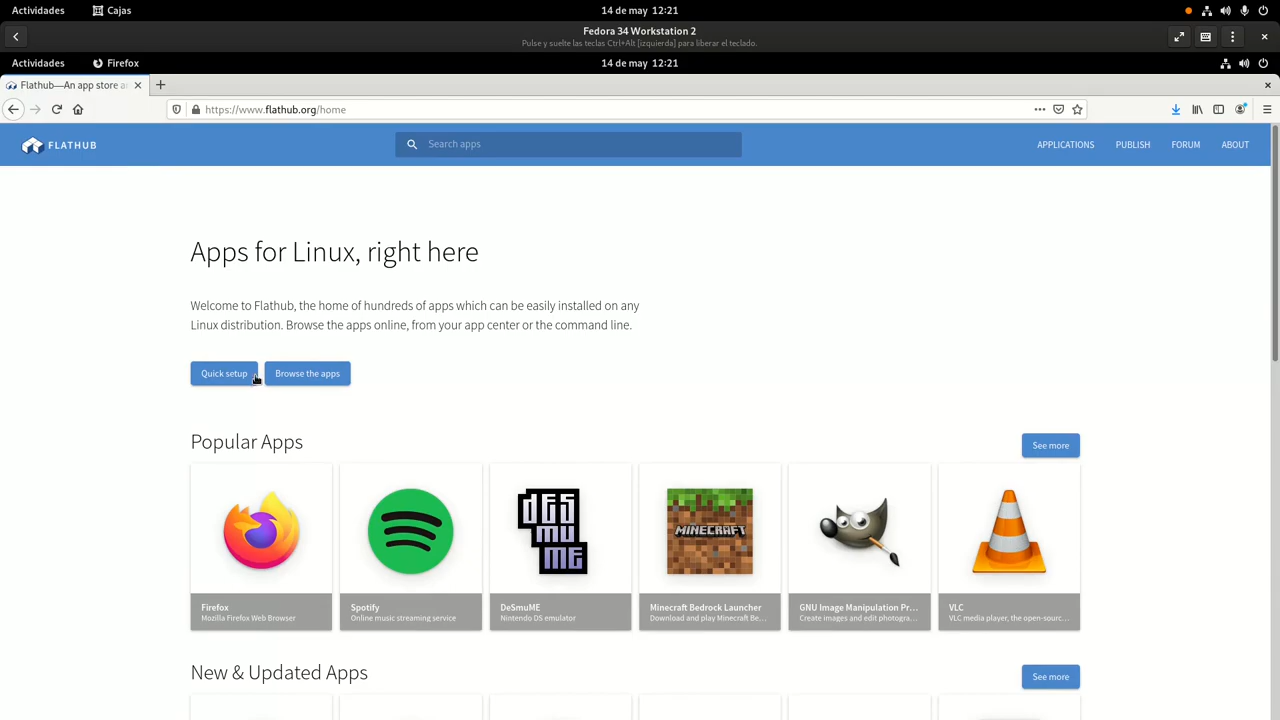 Actividades Cajas 14 de may 12:21
Fedora 34 Workstation 2
Pulse y suelte las teclas Ctrl+Alt [izquierda] para liberar el teclado.
Actividades Firefox 14 de may 12:21
Flathub—An app store a
https://www.flathub.org/home
FLATHUB Search apps APPLICATIONS PUBLISH FORUM ABOUT
Apps for Linux, right here
Welcome to Flathub, the home of hundreds of apps which can be easily installed on any
Linux distribution. Browse the apps online, from your app center or the command line.
Quick setup Browse the apps
Popular Apps See more
DES
MU
ME
MINECRAFT
Firefox
Mozilla Firefox Web Browser
Spotify
Online music streaming service
DeSmuME
Nintendo DS emulator
Minecraft Bedrock Launcher
Download and play Minecraft Be...
GNU Image Manipulation Pr...
Create images and edit photogra...
VLC
VLC media player, the open-sourc...
New & Updated Apps See more